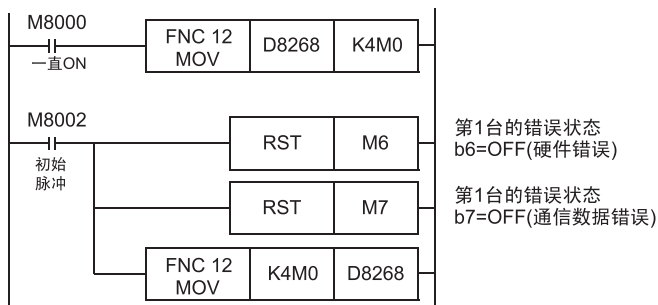 M8000
一直ON
FNC 12
MOV
D8268
K4M0
M8002
初始
脉冲
RST
M6
第1台的错误状态
b6=OFF(硬件错误)
RST
M7
第1台的错误状态
b7=OFF(通信数据错误)
FNC 12
MOV
K4M0
D8268